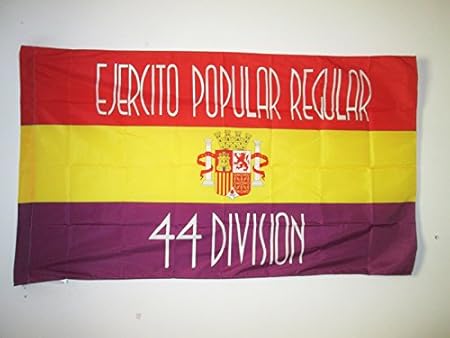 EJERCITO POPULAR REGULAR
44 DIVISION